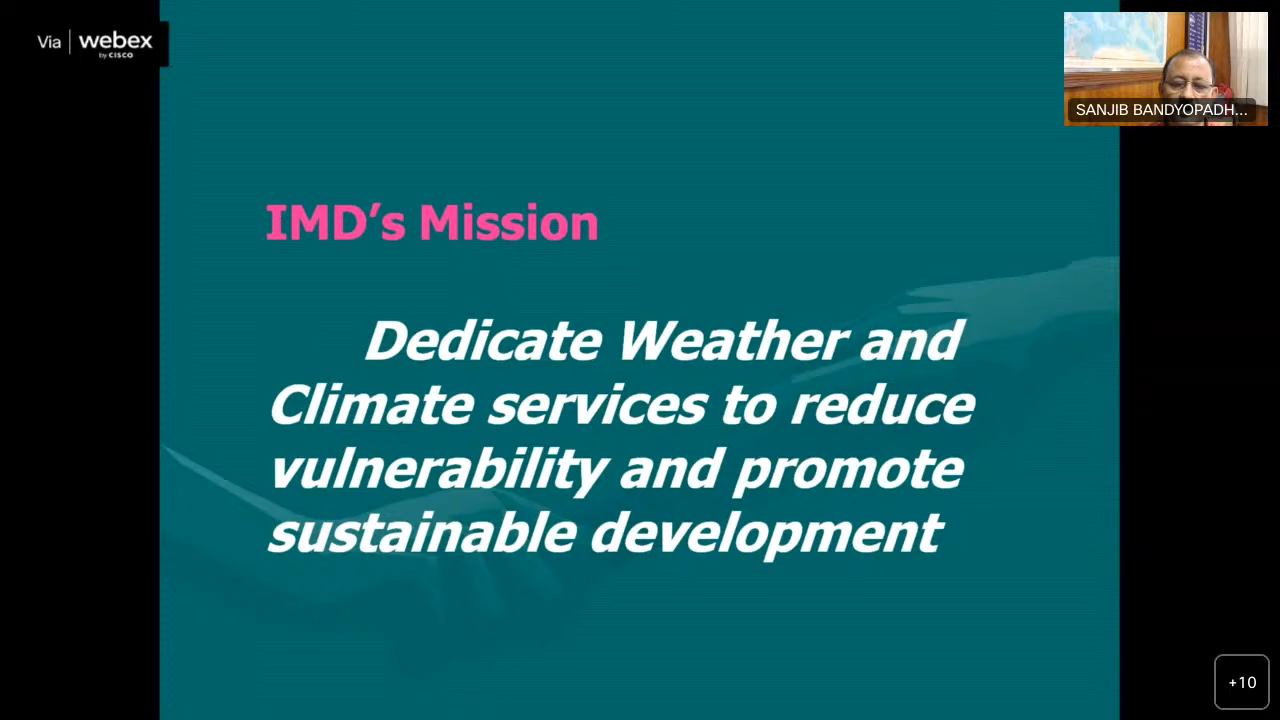 Via webex
by CISCO
SANJIB BANDYOPADH...
IMD’s Mission
Dedicate Weather and
Climate services to reduce
vulnerability and promote
sustainable development
+10